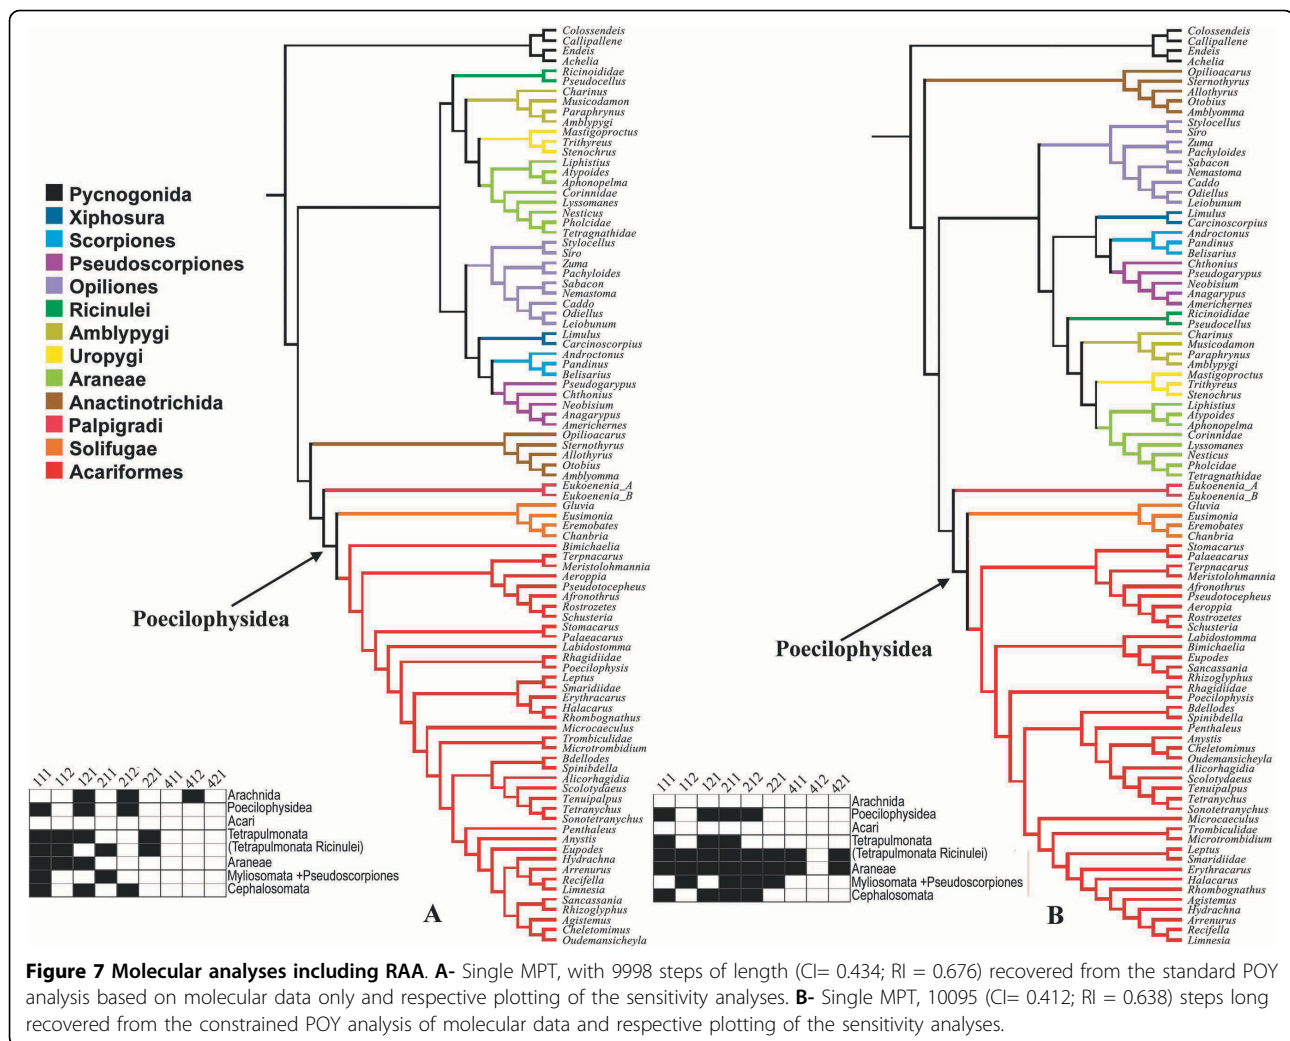 Colossendeis
Callipallene
Endeis
Achelia
Ricinoididae
Pseudocellus
Charinus
Musicodamon
Paraphrynus
Amblypygi
Mastigoproctus
Trithyreus
Stenochrus
Liphistius
Atypoides
Aphonopelma
Corinnidae
Lyssomanes
Nesticus
Pholcidae
Tetragnathidae
Stylocellus
Siro
Zuma
Pachyloides
Sabacon
Nemastoma
Caddo
Odiellus
Leiobunum
Limulus
Carcinoscorpius
Androctonus
Pandinus
Belisarius
Pseudogarypus
Chthonius
Neobisium
Anagarypus
Americhernes
Opilioacarus
Sternothyrus
Allothyrus
Otobius
Amblyomma
Eukoenenia_A
Eukoenenia_B
Gluvia
Eusimonia
Eremobates
Chanbria
Bimichaelia
Terpnacarus
Meristolohmannia
Aeroppia
Pseudotocepheus
Afronothrus
Rostrozetes
Schusteria
Stomacarus
Palaeacarus
Labidostomma
Rhagidiidae
Poecilophysis
Leptus
Smaridiidae
Erythracarus
Halacarus
Rhombognathus
Microcaeculus
Trombiculidae
Microtrombidium
Bdellodes
Spinibdella
Alicorhagidia
Scolotydaeus
Tenuipalpus
Tetranychus
Sonotetranychus
Penthaleus
Anystis
Eupodes
Hydrachna
Arrenurus
Recifella
Limnesia
Sancassania
Rhizoglyphus
Agistemus
Cheletomimus
Oudemansicheyla
Pycnogonida
Xiphosura
Scorpiones
Pseudoscorpiones
Opiliones
Ricinulei
Amblypygi
Uropygi
Araneae
Anactinotrichida
Palpigradi
Solifugae
Acariformes
Poecilophysidea
111 112 121 211 212 221 411 412 421
Arachnida
Poecilophysidea
Acari
Tetrapulmonata
(Tetrapulmonata Ricinulei)
Araneae
Myliosomata +Pseudoscorpiones
Cephalosomata
A
Colossendeis
Callipallene
Endeis
Achelia
Opilioacarus
Sternothyrus
Allothyrus
Otobius
Amblyomma
Stylocellus
Siro
Zuma
Pachyloides
Sabacon
Nemastoma
Caddo
Odiellus
Leiobunum
Limulus
Carcinoscorpius
Androctonus
Pandinus
Belisarius
Chthonius
Pseudogarypus
Neobisium
Anagarypus
Americhernes
Ricinoididae
Pseudocellus
Charinus
Musicodamon
Paraphrynus
Amblypygi
Mastigoproctus
Trithyreus
Stenochrus
Liphistius
Atypoides
Aphonopelma
Corinnidae
Lyssomanes
Nesticus
Pholcidae
Tetragnathidae
Eukoenenia_A
Eukoenenia_B
Gluvia
Eusimonia
Eremobates
Chanbria
Stomacarus
Palaeacarus
Terpnacarus
Meristolohmannia
Afronothrus
Pseudotocepheus
Aeroppia
Rostrozetes
Schusteria
Labidostomma
Bimichaelia
Eupodes
Sancassania
Rhizoglyphus
Rhagidiidae
Poecilophysis
Bdellodes
Spinibdella
Penthaleus
Anystis
Cheletomimus
Oudemansicheyla
Alicorhagidia
Scolotydaeus
Tenuipalpus
Tetranychus
Sonotetranychus
Microcaeculus
Trombiculidae
Microtrombidium
Leptus
Smaridiidae
Erythracarus
Halacarus
Rhombognathus
Agistemus
Hydrachna
Arrenurus
Recifella
Limnesia
Poecilophysidea
111 112 121 211 212 221 411 412 421
Arachnida
Poecilophysidea
Acari
Tetrapulmonata
(Tetrapulmonata Ricinulei)
Araneae
Myliosomata +Pseudoscorpiones
Cephalosomata
B
Figure 7 Molecular analyses including RAA. A- Single MPT, with 9998 steps of length (CI= 0.434; RI = 0.676) recovered from the standard POY
analysis based on molecular data only and respective plotting of the sensitivity analyses. B- Single MPT, 10095 (CI= 0.412; RI = 0.638) steps long
recovered from the constrained POY analysis of molecular data and respective plotting of the sensitivity analyses.